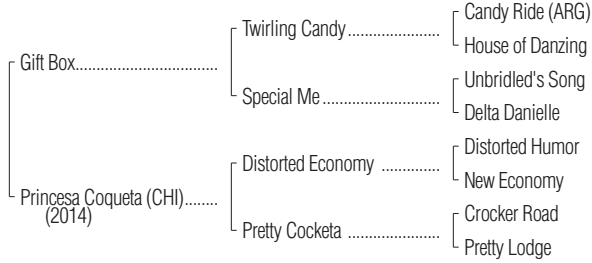 Candy Ride (ARG)
Twirling Candy....................
House of Danzing
Gift Box.................................
Unbridled's Song
Special Me...........................
Delta Danielle
Distorted Humor
Distorted Economy ..............
New Economy
Princesa Coqueta (CHI)........
(2014)
Crocker Road
Pretty Cocketa .....................
Pretty Lodge